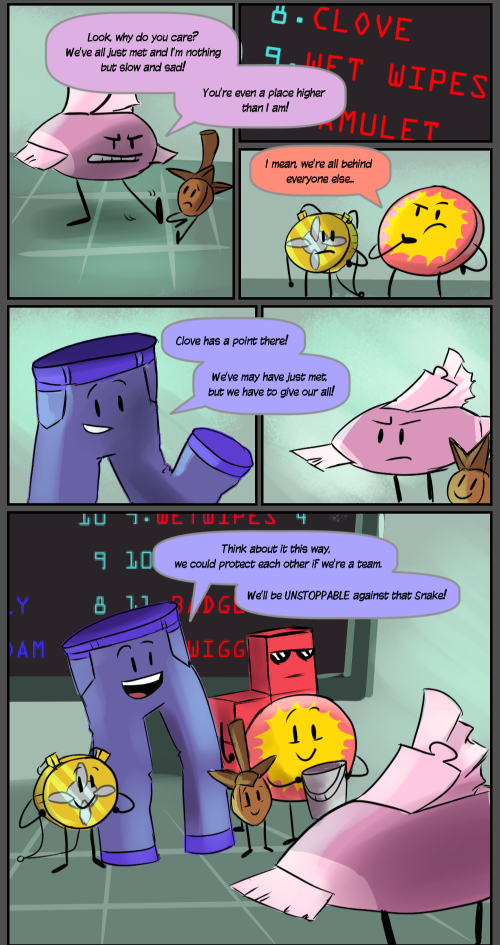 Look, why do you care?
We've all just met and I'm nothing
but slow and sad!
You're even a place higher
than I am!
8. CLOVE
9. WET WIPES
AMULET
I mean, we're all behind
everyone else...
Clove has a point there!
We've may have just met,
but we have to give our all!
10 9. WETWIPES 4
9 10
LY 8 11 BADGE
DAM WIGG
Think about it this way,
we could protect each other if we're a team.
We'll be UNSTOPPABLE against that Snake!